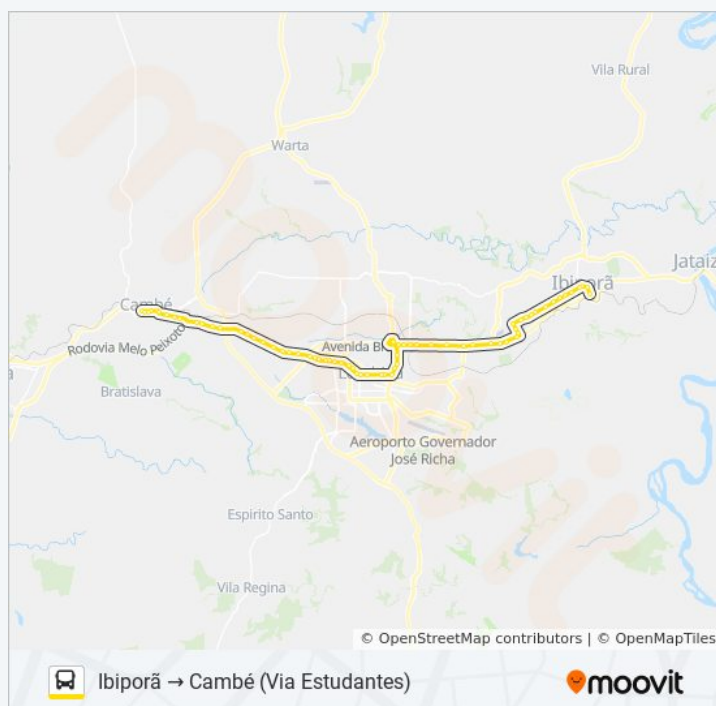 Vila Rural
Warta
Jataiz
Ibiporã
Cambé
Rodovia Melo Peixoto
Avenida B
Bratislava
Aeroporto Governador
José Richa
Espirito Santo
Vila Regina
© OpenStreetMap contributors | © OpenMapTiles
Ibiporã → Cambé (Via Estudantes)
moovit